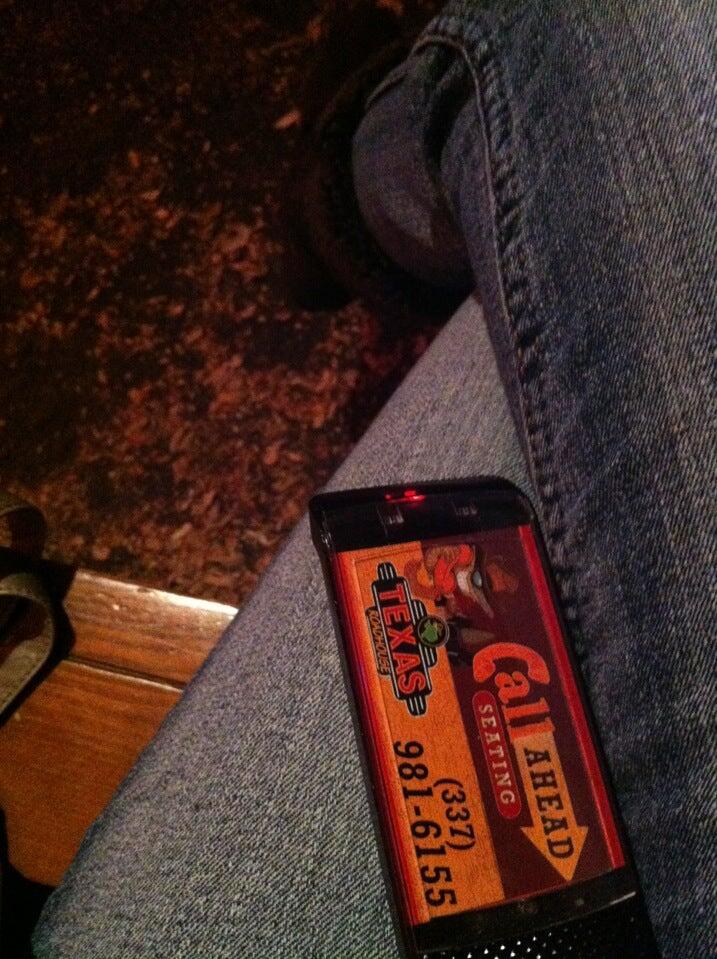 Call AHEAD
SEATING
TEXAS
ROADHOUSE
(337)
981-6155